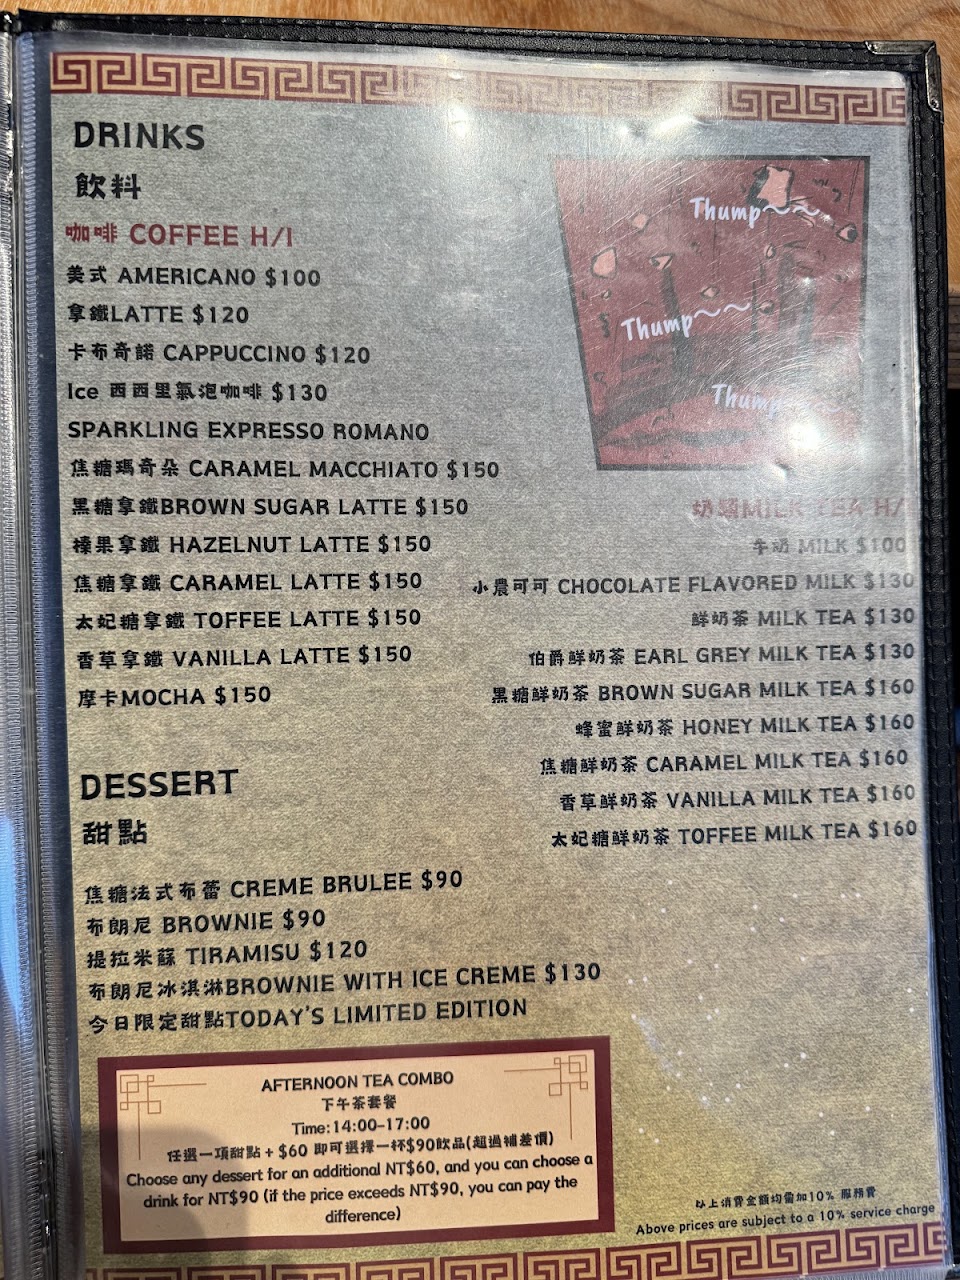 DRINKS
飲料
咖啡 COFFEE H/I
美式 AMERICANO $100
拿鐵LATTE $120
卡布奇諾 CAPPUCCINO $120
Ice 西西里氣泡咖啡 $130
SPARKLING EXPRESSO ROMANO
焦糖瑪奇朵 CARAMEL MACCHIATO $150
黑糖拿鐵BROWN SUGAR LATTE $150
榛果拿鐵 HAZELNUT LATTE $150
焦糖拿鐵 CARAMEL LATTE $150
太妃糖拿鐵 TOFFEE LATTE $150
香草拿鐵 VANILLA LATTE $150
摩卡MOCHA $150
Thump~~~
Thump~~~
Thump
奶類MILK TEA H/
牛奶 MILK $100
小農可可 CHOCOLATE FLAVORED MILK $130
鮮奶茶 MILK TEA $130
伯爵鮮奶茶 EARL GREY MILK TEA $130
黑糖鮮奶茶 BROWN SUGAR MILK TEA $160
蜂蜜鮮奶茶 HONEY MILK TEA $160
焦糖鮮奶茶 CARAMEL MILK TEA $160
香草鮮奶茶 VANILLA MILK TEA $160
太妃糖鮮奶茶 TOFFEE MILK TEA $160
DESSERT
甜點
焦糖法式布蕾 CREME BRULEE $90
布朗尼 BROWNIE $90
提拉米蘇 TIRAMISU $120
布朗尼冰淇淋BROWNIE WITH ICE CREME $130
今日限定甜點TODAY'S LIMITED EDITION
AFTERNOON TEA COMBO
下午茶套餐
Time:14:00-17:00
任選一項甜點 + $60 即可選擇一杯$90飲品(超過補差價)
Choose any dessert for an additional NT$60, and you can choose a
drink for NT$90 (if the price exceeds NT$90, you can pay the
difference)
以上消費金額均需加10% 服務費
Above prices are subject to a 10% service charge